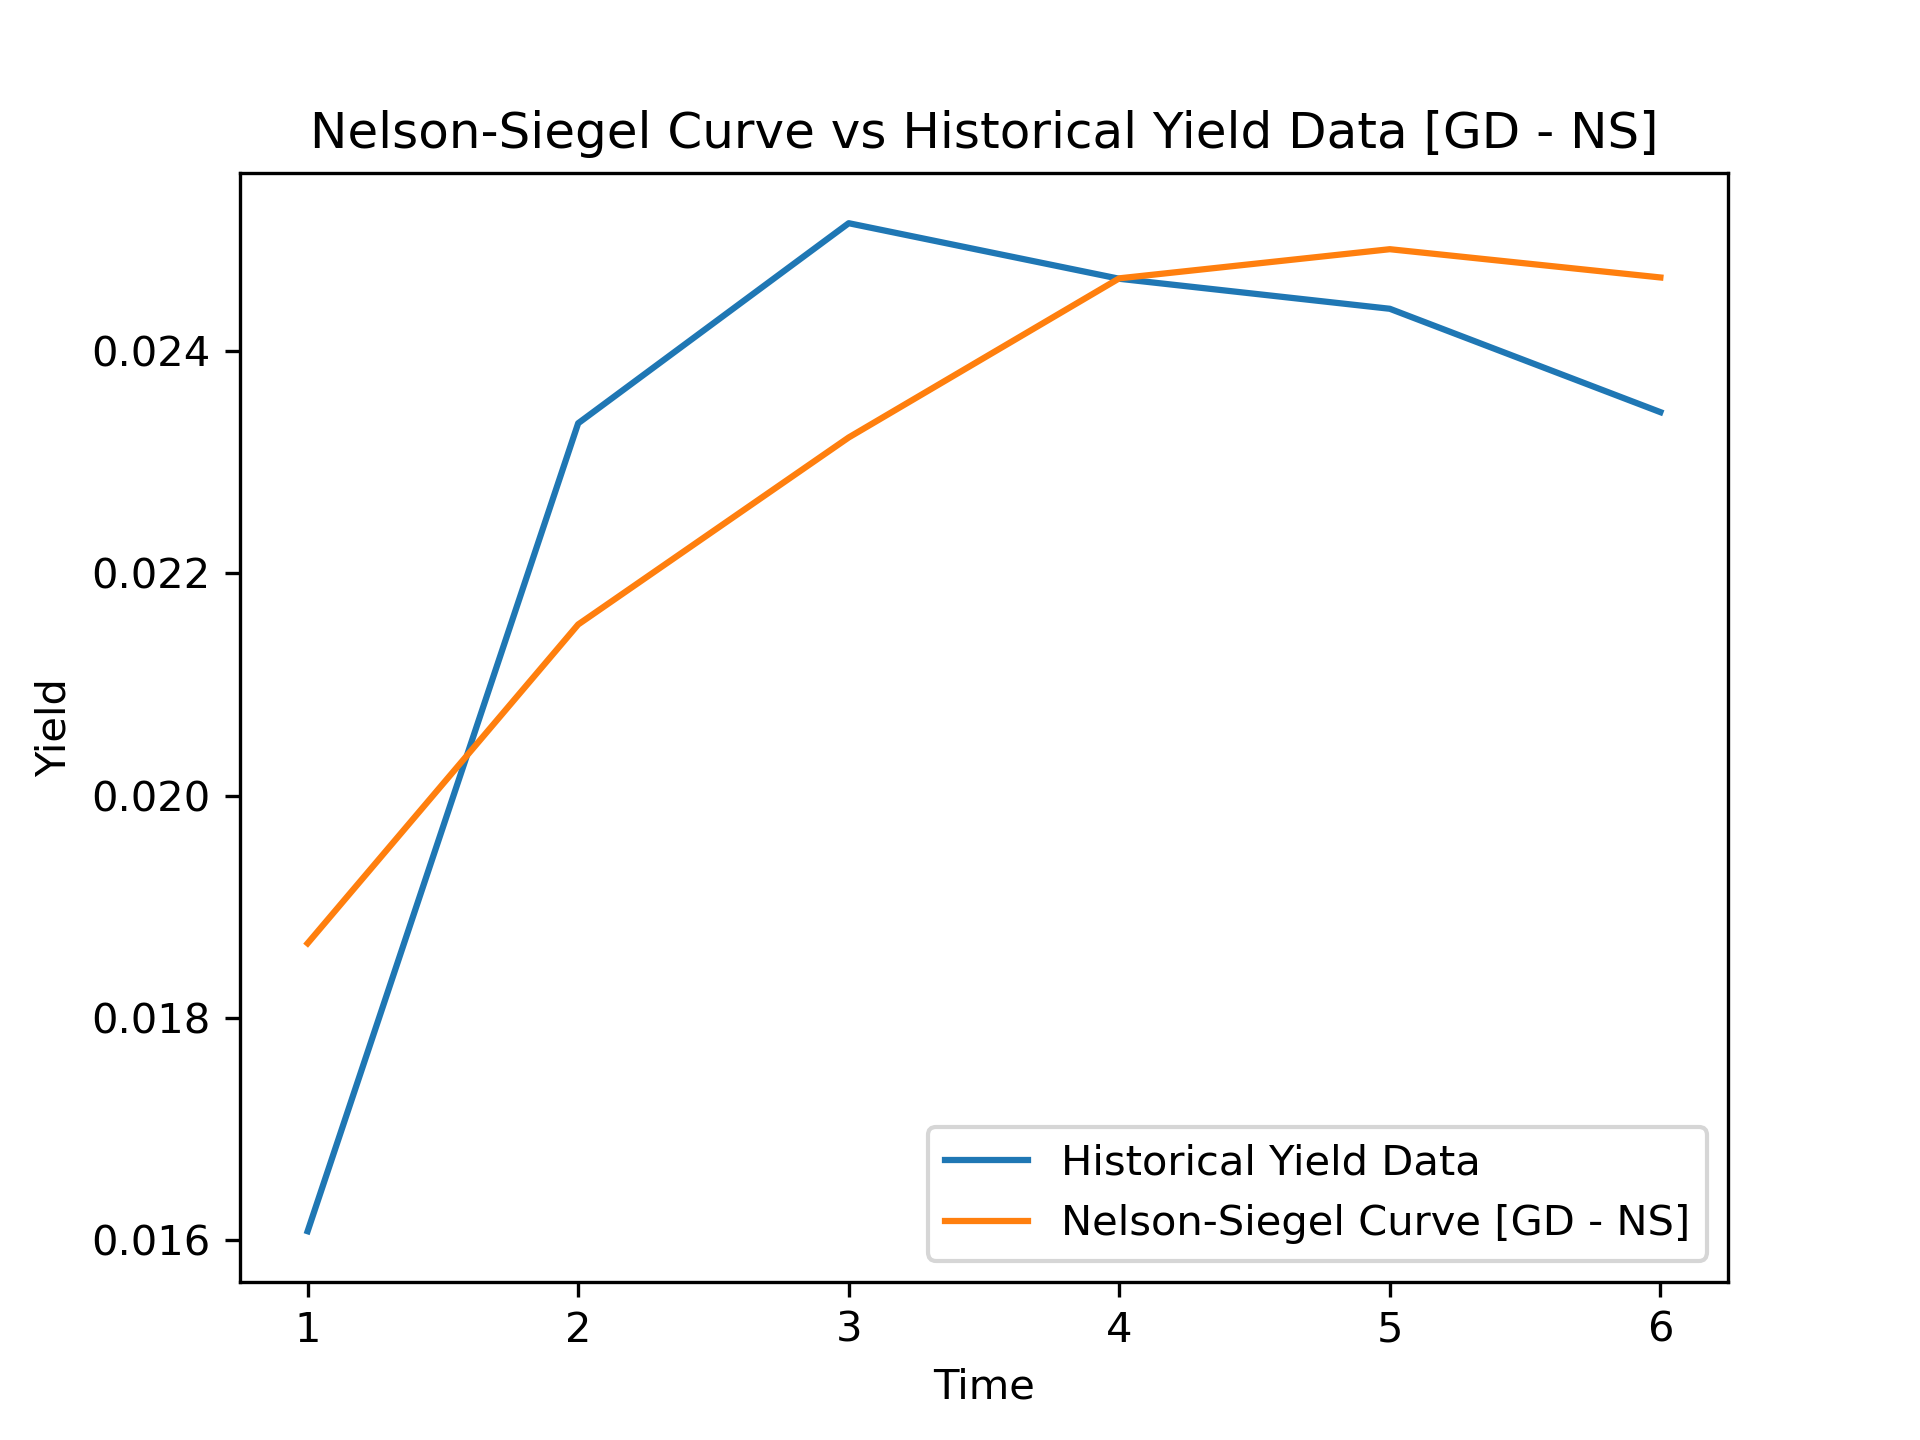 Nelson-Siegel Curve vs Historical Yield Data [GD - NS]
Yield
0.024
0.022
0.020
0.018
0.016
1 2 3 4 5 6
Time
Historical Yield Data
Nelson-Siegel Curve [GD - NS]